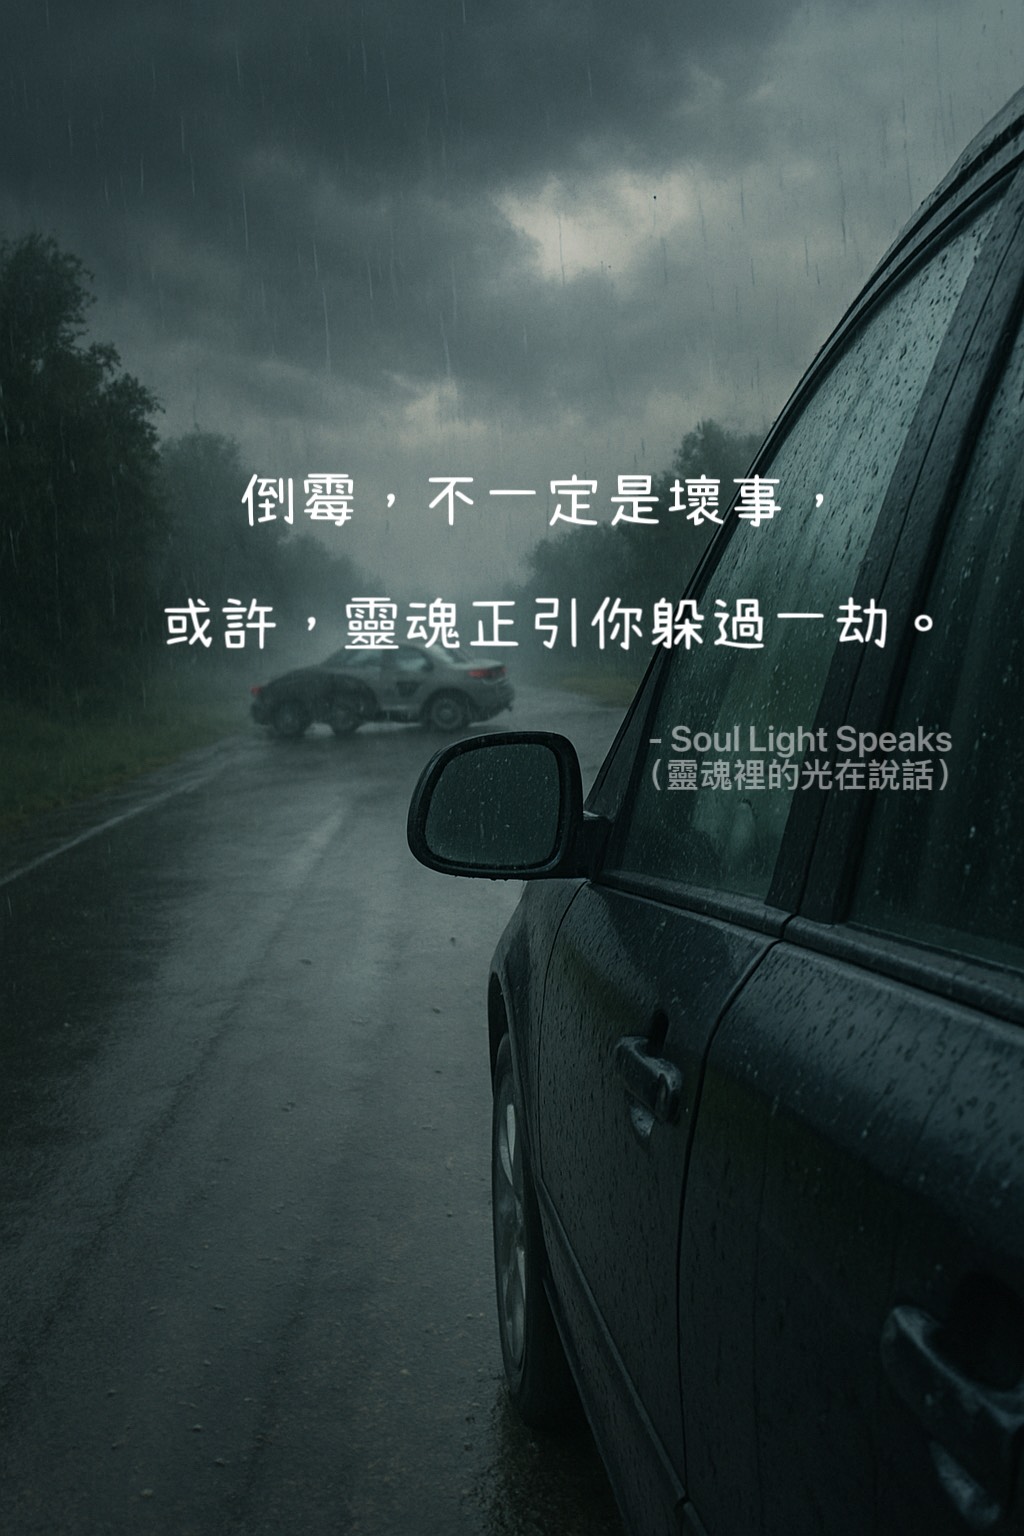 倒霉，不一定是壞事，
或許，靈魂正引你躲過一劫。
- Soul Light Speaks
（靈魂裡的光在說話）